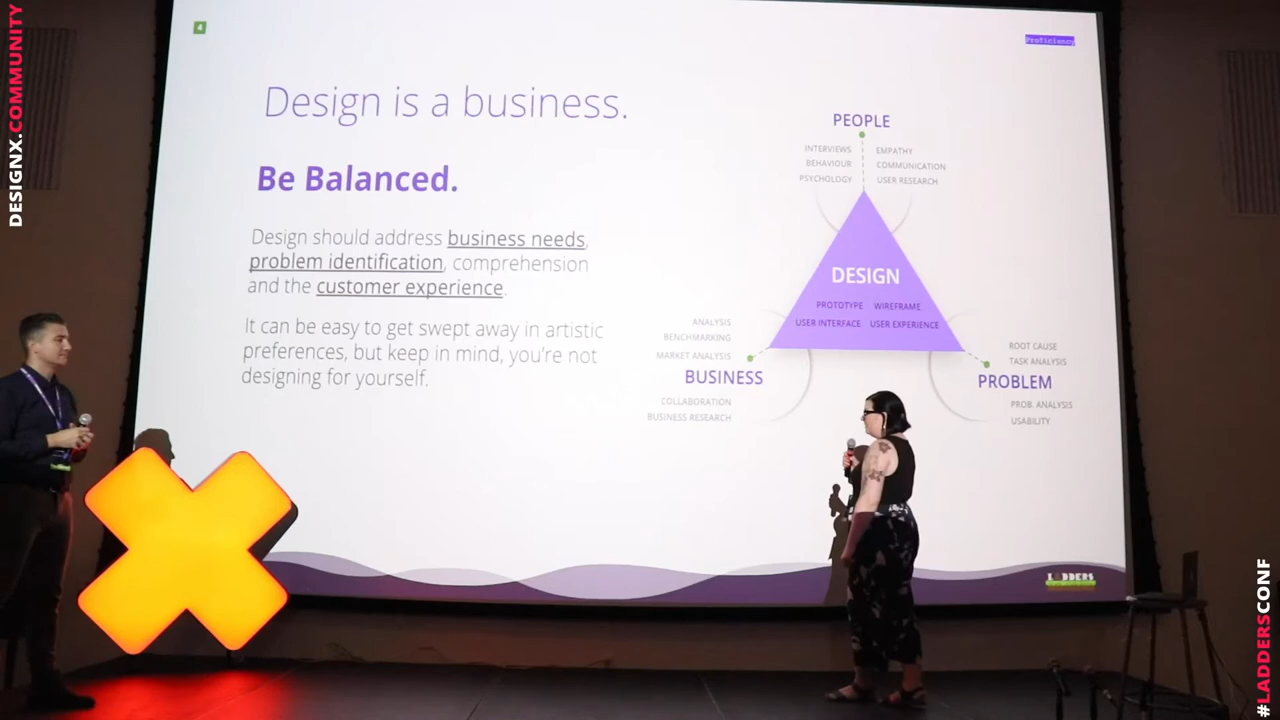 DESIGNX.COMMUNITY
4
Proficiency
Design is a business.
Be Balanced.
Design should address business needs,
problem identification, comprehension
and the customer experience.
It can be easy to get swept away in artistic
preferences, but keep in mind, you're not
designing for yourself.
PEOPLE
INTERVIEWS EMPATHY
BEHAVIOUR COMMUNICATION
PSYCHOLOGY USER RESEARCH
DESIGN
PROTOTYPE WIREFRAME
USER INTERFACE USER EXPERIENCE
ANALYSIS
BENCHMARKING
MARKET ANALYSIS
BUSINESS
COLLABORATION
BUSINESS RESEARCH
ROOT CAUSE
TASK ANALYSIS
PROBLEM
PROB. ANALYSIS
USABILITY
LADDERS
#LADDERSCONF